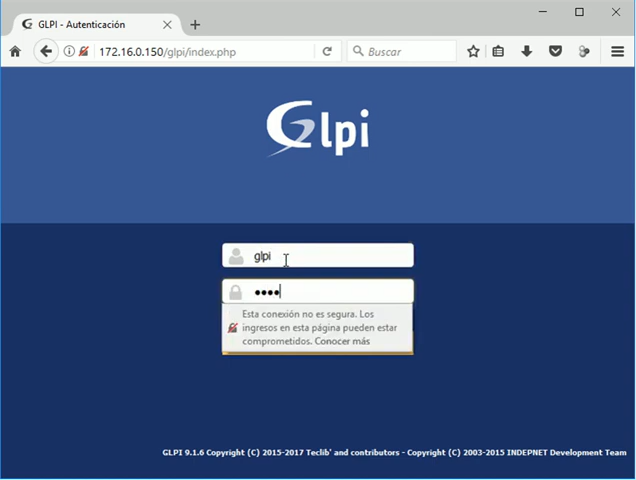 GLPI - Autenticación
172.16.0.150/glpi/index.php
Buscar
Glpi
glpi
Esta conexión no es segura. Los
ingresos en esta página pueden estar
comprometidos. Conocer más
GLPI 9.1.6 Copyright (C) 2015-2017 Teclib' and contributors - Copyright (C) 2003-2015 INDEPNET Development Team